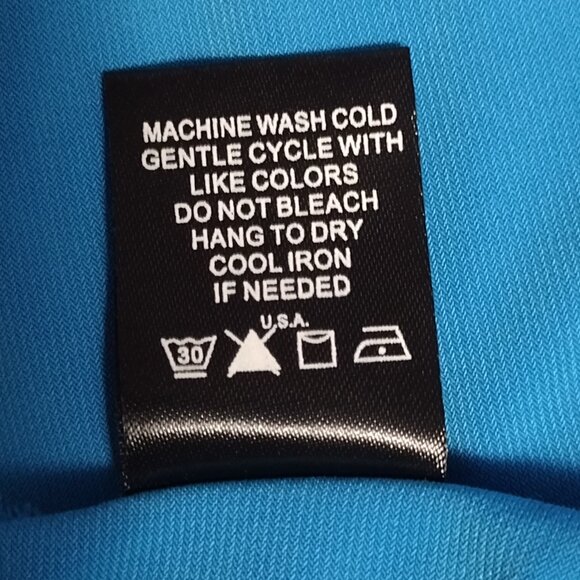 MACHINE WASH COLD
GENTLE CYCLE WITH
LIKE COLORS
DO NOT BLEACH
HANG TO DRY
COOL IRON
IF NEEDED
U.S.A.
30